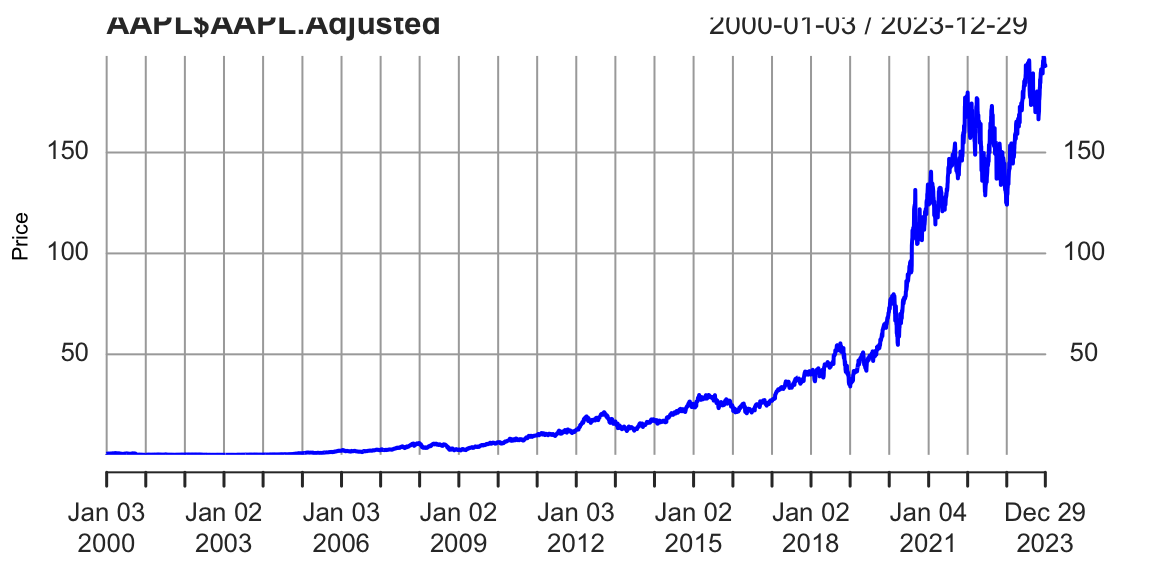 AAPL$AAPL.Adjusted 2000-01-03 / 2023-12-29
150 150
Price
100 100
50 50
Jan 03 Jan 02 Jan 03 Jan 02 Jan 03 Jan 02 Jan 02 Jan 04 Dec 29
2000 2003 2006 2009 2012 2015 2018 2021 2023